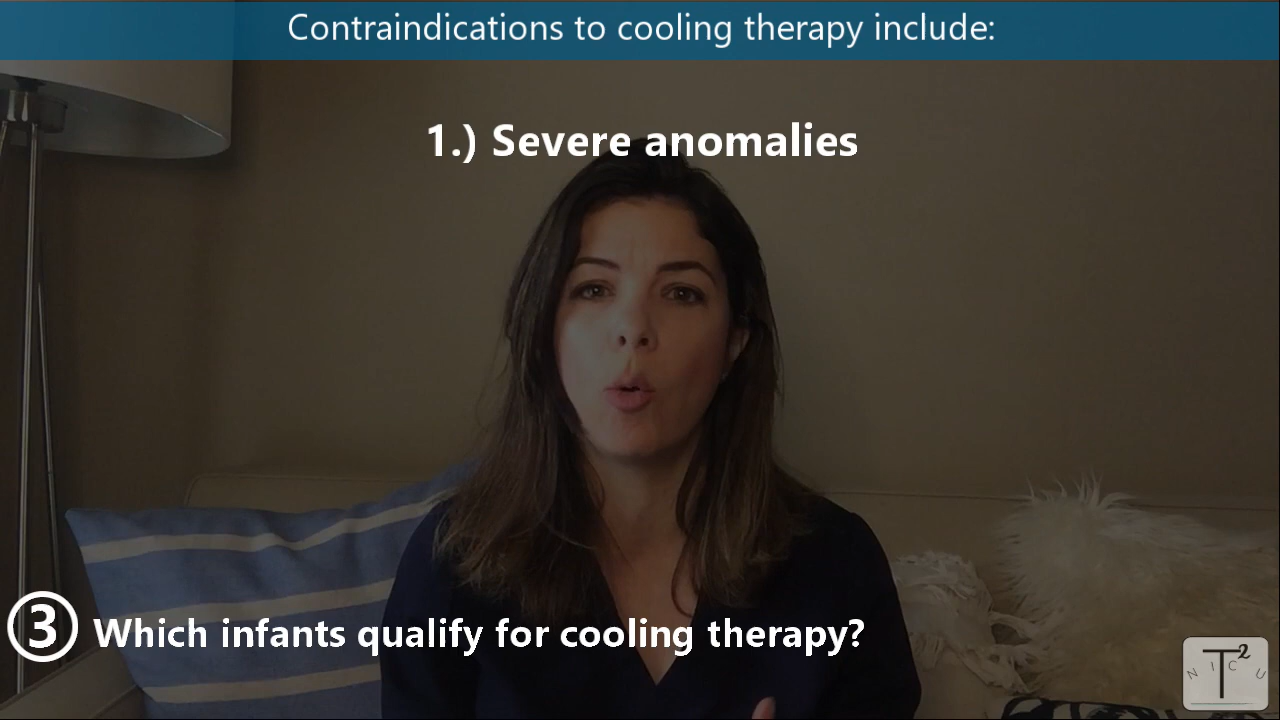 Contraindications to cooling therapy include:
1.) Severe anomalies
3 Which infants qualify for cooling therapy?
T2
NICU